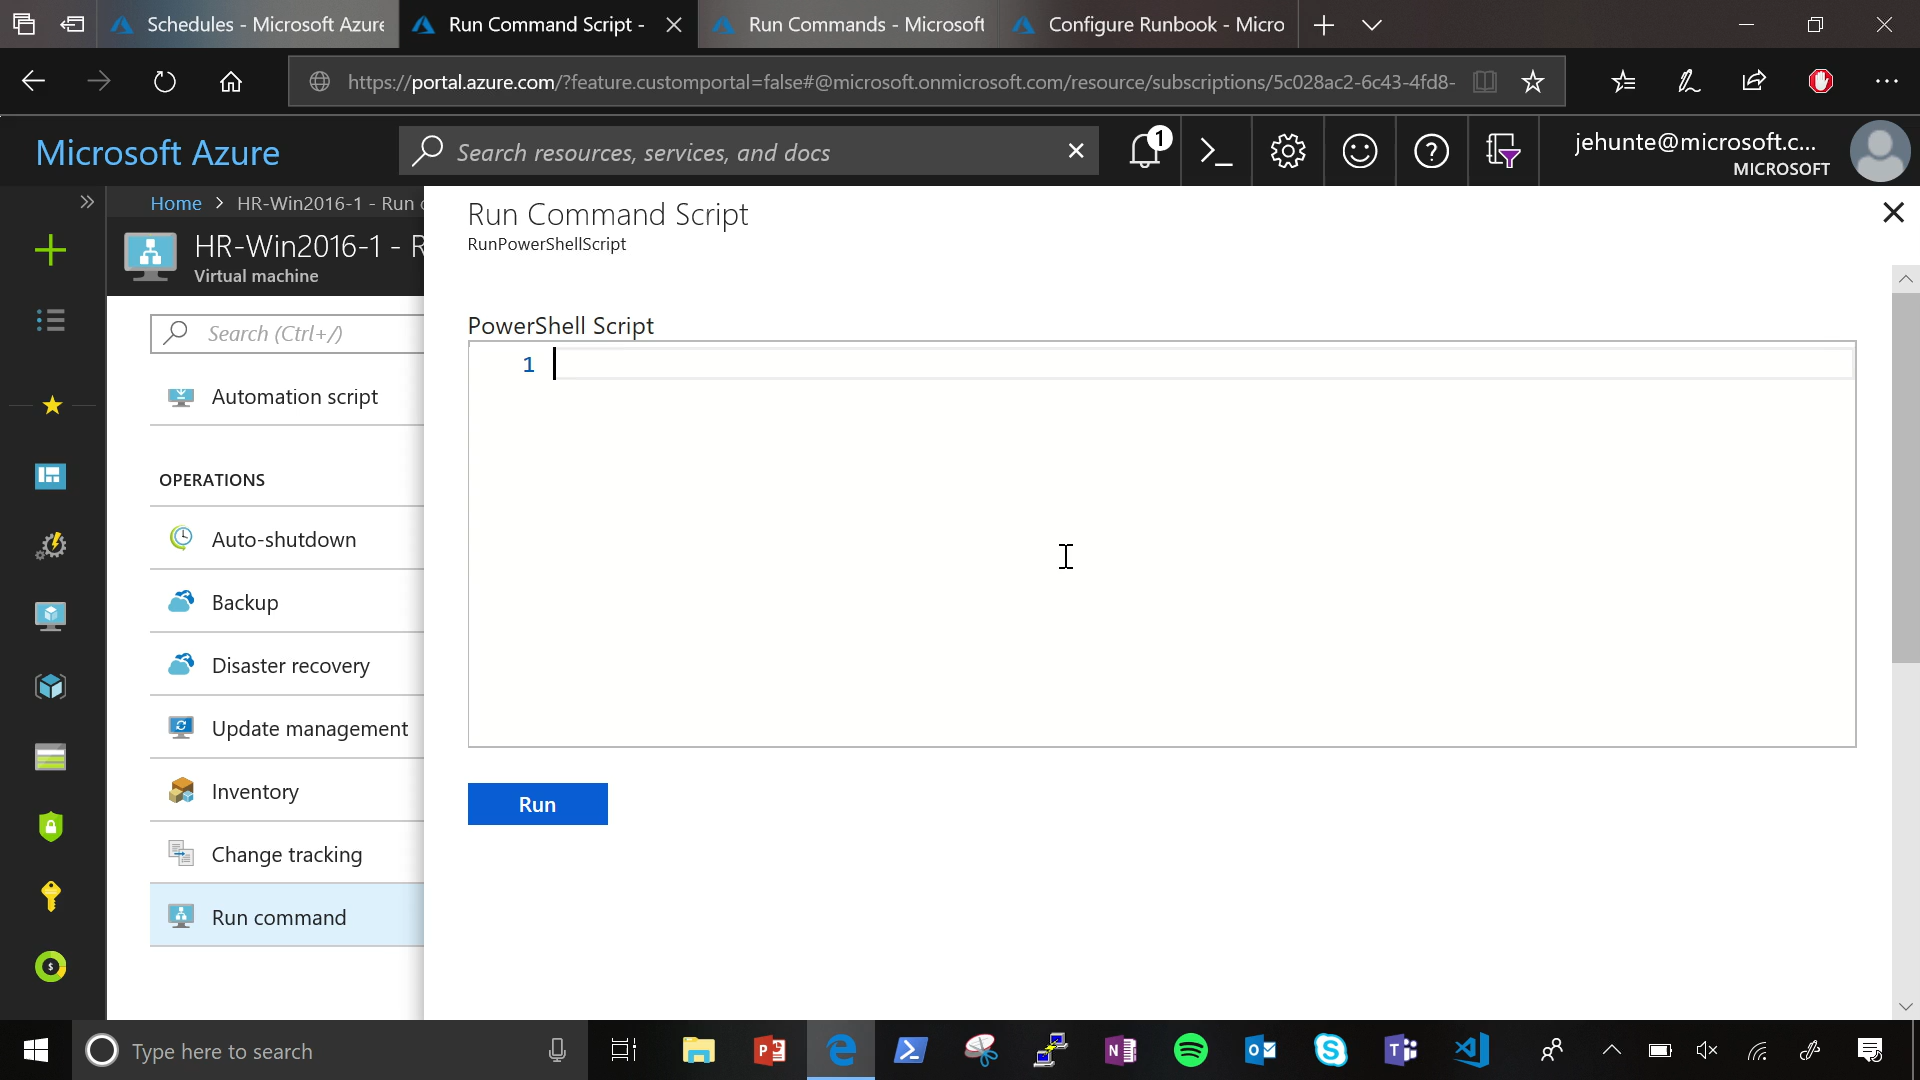 Schedules - Microsoft Azure
Run Command Script -
Run Commands - Microsoft
Configure Runbook - Micro
https://portal.azure.com/?feature.customportal=false#@microsoft.onmicrosoft.com/resource/subscriptions/5c028ac2-6c43-4fd8-
Microsoft Azure
Search resources, services, and docs
1
jehunte@microsoft.c...
MICROSOFT
Home > HR-Win2016-1 - Run
HR-Win2016-1 - R
Virtual machine
Search (Ctrl+/)
Automation script
OPERATIONS
Auto-shutdown
Backup
Disaster recovery
Update management
Inventory
Change tracking
Run command
Run Command Script
RunPowerShellScript
PowerShell Script
1
Run
Type here to search